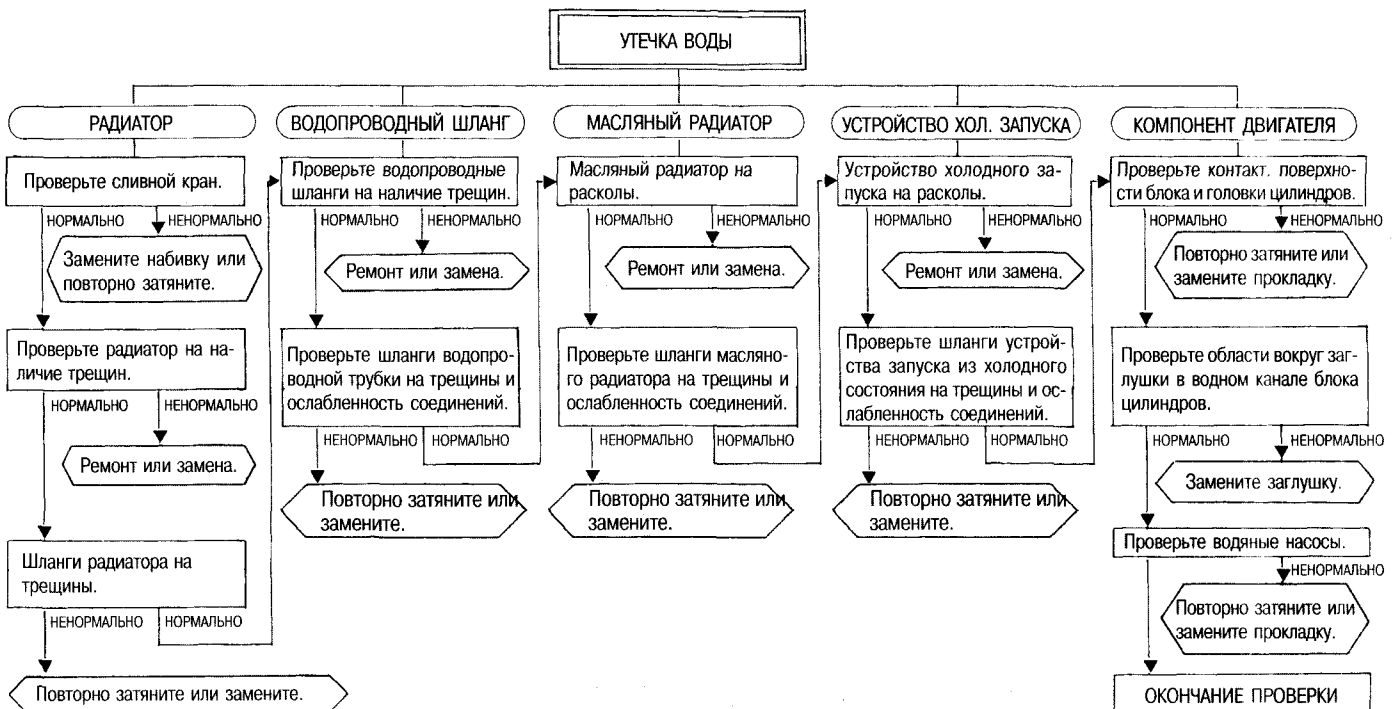 УТЕЧКА ВОДЫ
РАДИАТОР
Проверьте сливной кран.
НОРМАЛЬНО
НЕНОРМАЛЬНО
Замените набивку или
повторно затяните.
Проверьте радиатор на на-
личие трещин.
НОРМАЛЬНО
НЕНОРМАЛЬНО
Ремонт или замена.
Шланги радиатора на
трещины.
НЕНОРМАЛЬНО
НОРМАЛЬНО
Повторно затяните или замените.
ВОДОПРОВОДНЫЙ ШЛАНГ
Проверьте водопроводные
шланги на наличие трещин.
НОРМАЛЬНО
НЕНОРМАЛЬНО
Ремонт или замена.
Проверьте шланги водопро-
водной трубки на трещины и
ослабленность соединений.
НЕНОРМАЛЬНО
НОРМАЛЬНО
Повторно затяните или
замените.
МАСЛЯНЫЙ РАДИАТОР
Масляный радиатор на
расколы.
НОРМАЛЬНО
НЕНОРМАЛЬНО
Ремонт или замена.
Проверьте шланги масляно-
го радиатора на трещины и
ослабленность соединений.
НЕНОРМАЛЬНО
НОРМАЛЬНО
Повторно затяните или
замените.
УСТРОЙСТВО ХОЛ. ЗАПУСКА
Устройство холодного за-
пуска на расколы.
НОРМАЛЬНО
НЕНОРМАЛЬНО
Ремонт или замена.
Проверьте шланги устрой-
ства запуска из холодного
состояния на трещины и ос-
лабленность соединений.
НЕНОРМАЛЬНО
НОРМАЛЬНО
Повторно затяните или
замените.
КОМПОНЕНТ ДВИГАТЕЛЯ
Проверьте контакт. поверхно-
сти блока и головки цилиндров.
НОРМАЛЬНО
НЕНОРМАЛЬНО
Повторно затяните или
замените прокладку.
Проверьте области вокруг заг-
лушки в водном канале блока
цилиндров.
НОРМАЛЬНО
НЕНОРМАЛЬНО
Замените заглушку.
Проверьте водяные насосы.
НЕНОРМАЛЬНО
Повторно затяните или
замените прокладку.
ОКОНЧАНИЕ ПРОВЕРКИ